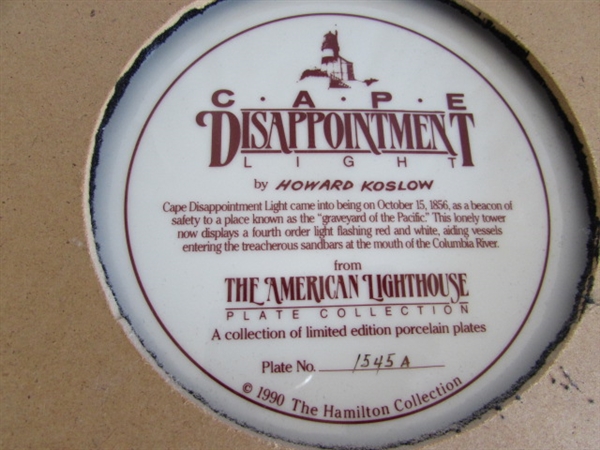 C·A·P·E
DISAPPOINTMENT
LIGHT
by HOWARD KOSLOW
Cape Disappointment Light came into being on October 15, 1856, as a beacon of
safety to a place known as the "graveyard of the Pacific." This lonely tower
now displays a fourth order light flashing red and white, aiding vessels
entering the treacherous sandbars at the mouth of the Columbia River.
from
THE AMERICAN LIGHTHOUSE
PLATE COLLECTION
A collection of limited edition porcelain plates
Plate No. 1545A
© 1990 The Hamilton Collection